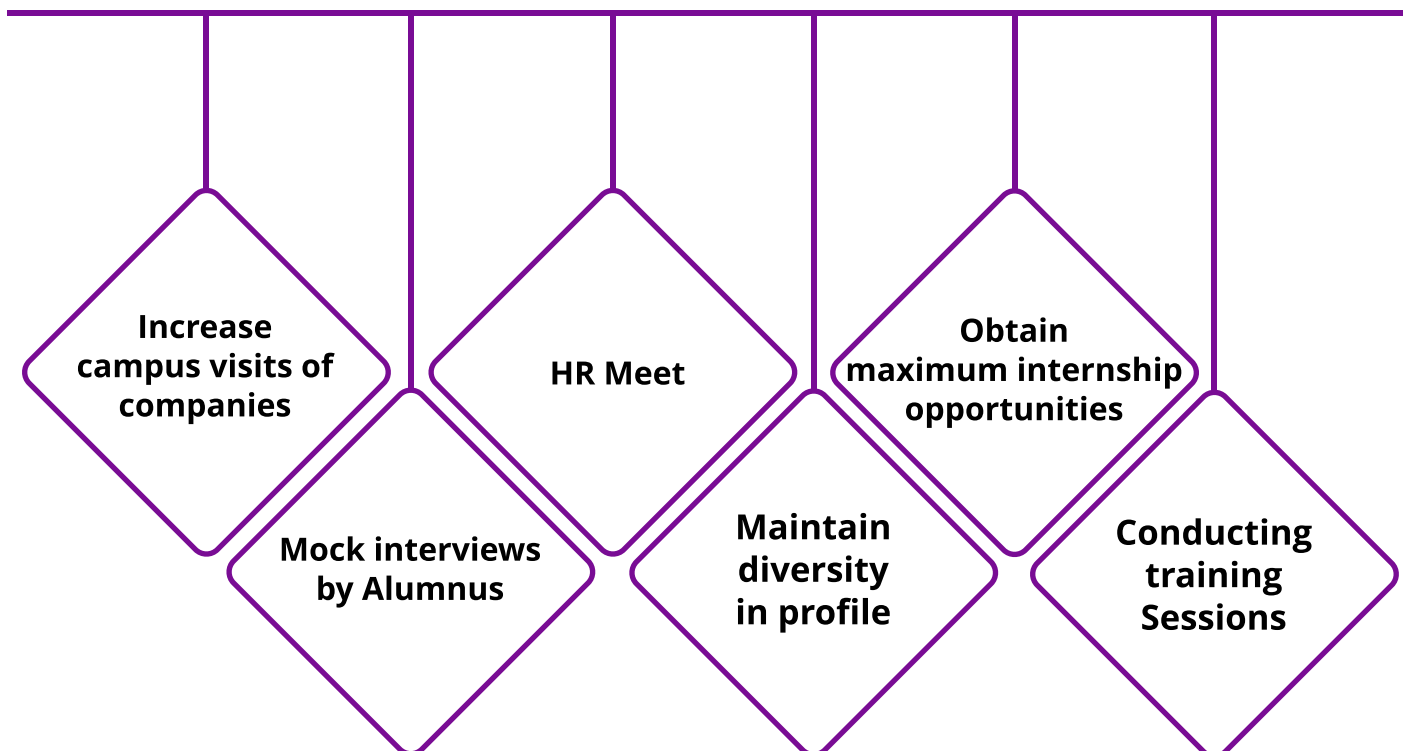 Increase
campus visits of
companies
Mock interviews
by Alumnus
HR Meet
Maintain
diversity
in profile
Obtain
maximum internship
opportunities
Conducting
training
Sessions